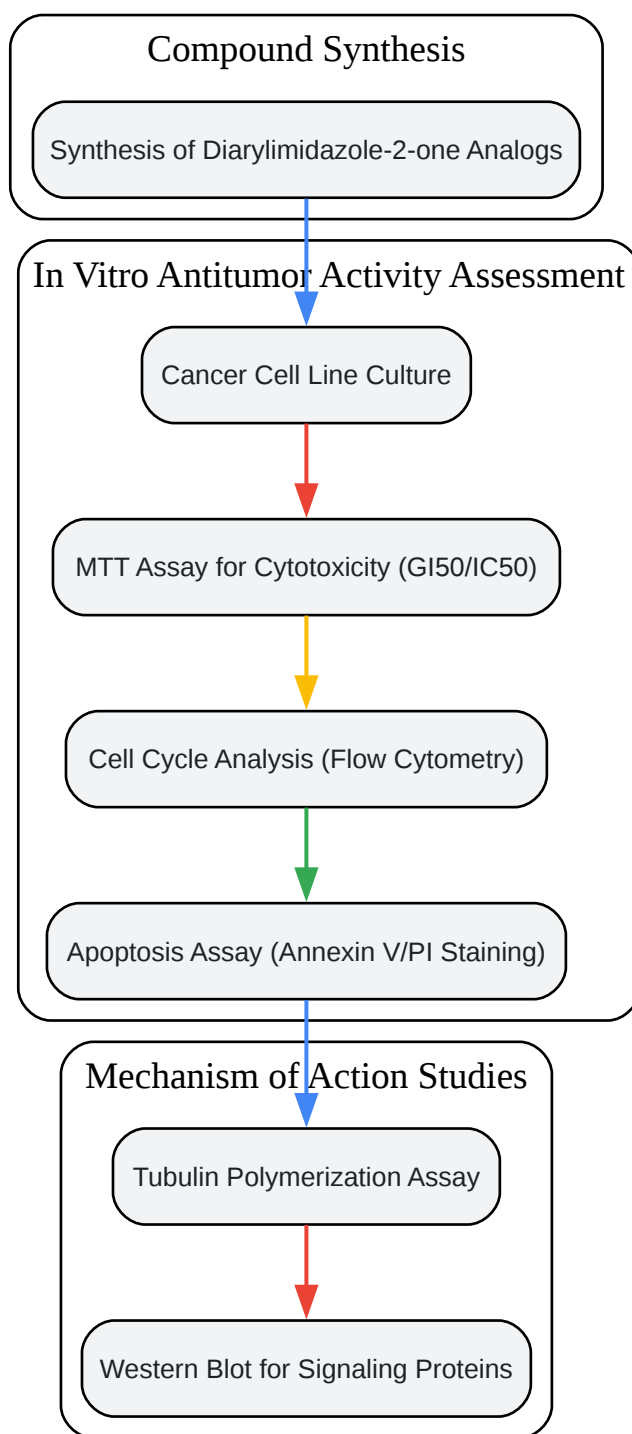 Compound Synthesis
Synthesis of Diarylimidazole-2-one Analogs
In Vitro Antitumor Activity Assessment
Cancer Cell Line Culture
MTT Assay for Cytotoxicity (GI50/IC50)
Cell Cycle Analysis (Flow Cytometry)
Apoptosis Assay (Annexin V/PI Staining)
Mechanism of Action Studies
Tubulin Polymerization Assay
Western Blot for Signaling Proteins